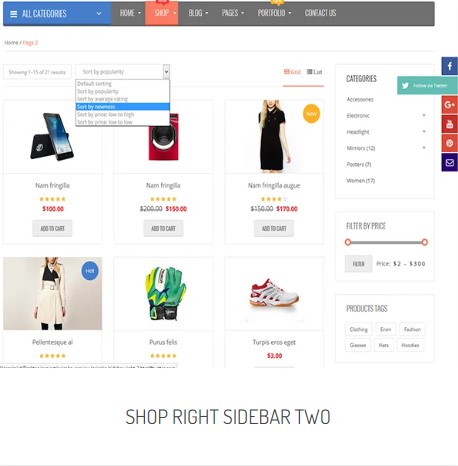 ALL CATEGORIES
HOME
SHOP
BLOG
PAGES
PORTFOLIO
CONTACT US
Home / Page 2
Showing 1-15 of 21 results
Sort by popularity
Grid
List
Default sorting
Sort by popularity
Sort by average rating
Sort by newness
Sort by price: low to high
Sort by price: low to low
New
Nam fringilla
$100.00
ADD TO CART
Nam fringilla
$200.00 $150.00
ADD TO CART
Nam fringilla augue
$150.00 $170.00
ADD TO CART
Hot
Pellentesque al
Purus felis
Turpis eros eget
$3.00
CATEGORIES
Accessories
Electronic
Headlight
Mirriors (12)
Posters (7)
Women (17)
Follow via Twitter
FILTER BY PRICE
FILTER
Price: $2 - $300
PRODUCTS TAGS
Clothing
Fashion
Glasses
Hats
Hoodies
SHOP RIGHT SIDEBAR TWO